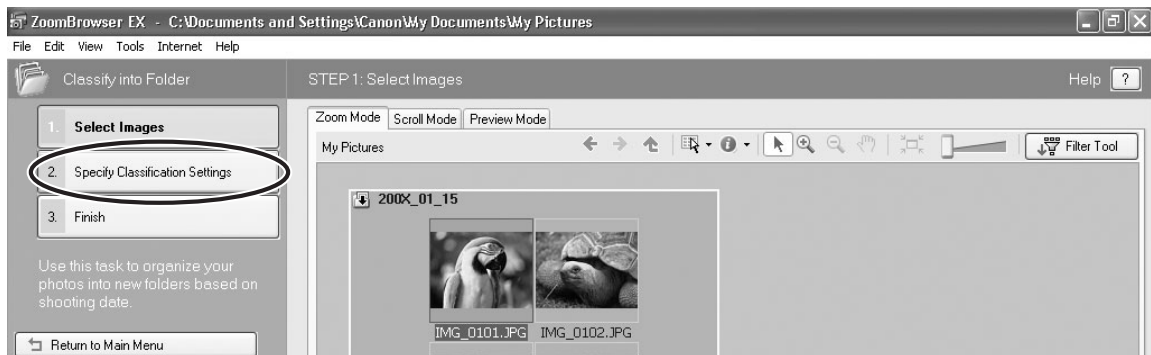 ZoomBrowser EX - C:\Documents and Settings\Canon\My Documents\My Pictures
File Edit View Tools Internet Help
Classify into Folder
STEP 1: Select Images
Help ?
1. Select Images
2. Specify Classification Settings
3. Finish
Use this task to organize your
photos into new folders based on
shooting date.
Return to Main Menu
Zoom Mode Scroll Mode Preview Mode
My Pictures
Filter Tool
200X_01_15
IMG_0101.JPG IMG_0102.JPG